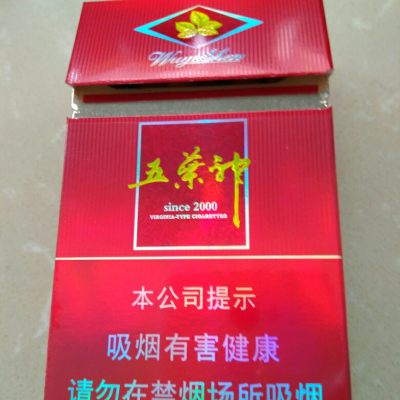 Wuyeshen
五葉神
since 2000
VIRGINIA-TYPE CIGARETTES
本公司提示
吸烟有害健康
请勿在禁烟场所吸烟